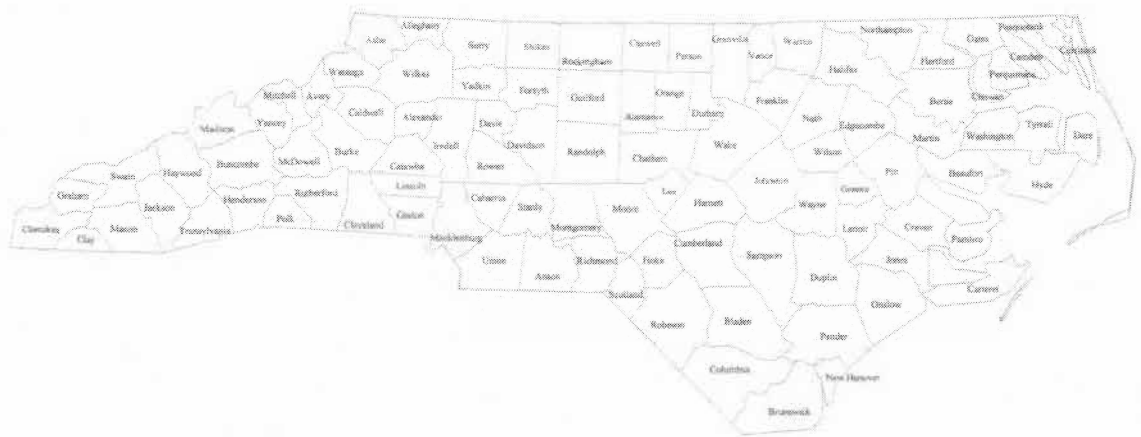 Alleghany
Ashe
Surry
Stokes
Rockingham
Caswell
Person
Granville
Vance
Warren
Northampton
Gates
Pasquotank
Currituck
Camden
Perquimans
Chowan
Hertford
Halifax
Bertie
Watauga
Wilkes
Yadkin
Forsyth
Guilford
Alamance
Orange
Durham
Franklin
Nash
Edgecombe
Martin
Washington
Tyrrell
Dare
Mitchell
Avery
Caldwell
Alexander
Davie
Iredell
Davidson
Randolph
Chatham
Wake
Wilson
Pitt
Beaufort
Hyde
Madison
Yancey
McDowell
Burke
Catawba
Rowan
Buncombe
Haywood
Swain
Graham
Cherokee
Clay
Macon
Jackson
Transylvania
Henderson
Polk
Rutherford
Cleveland
Lincoln
Gaston
Mecklenburg
Cabarrus
Stanly
Montgomery
Moore
Lee
Harnett
Johnston
Wayne
Greene
Lenoir
Craven
Pamlico
Jones
Carteret
Onslow
Duplin
Sampson
Cumberland
Hoke
Richmond
Scotland
Anson
Union
Robeson
Bladen
Pender
Columbus
New Hanover
Brunswick